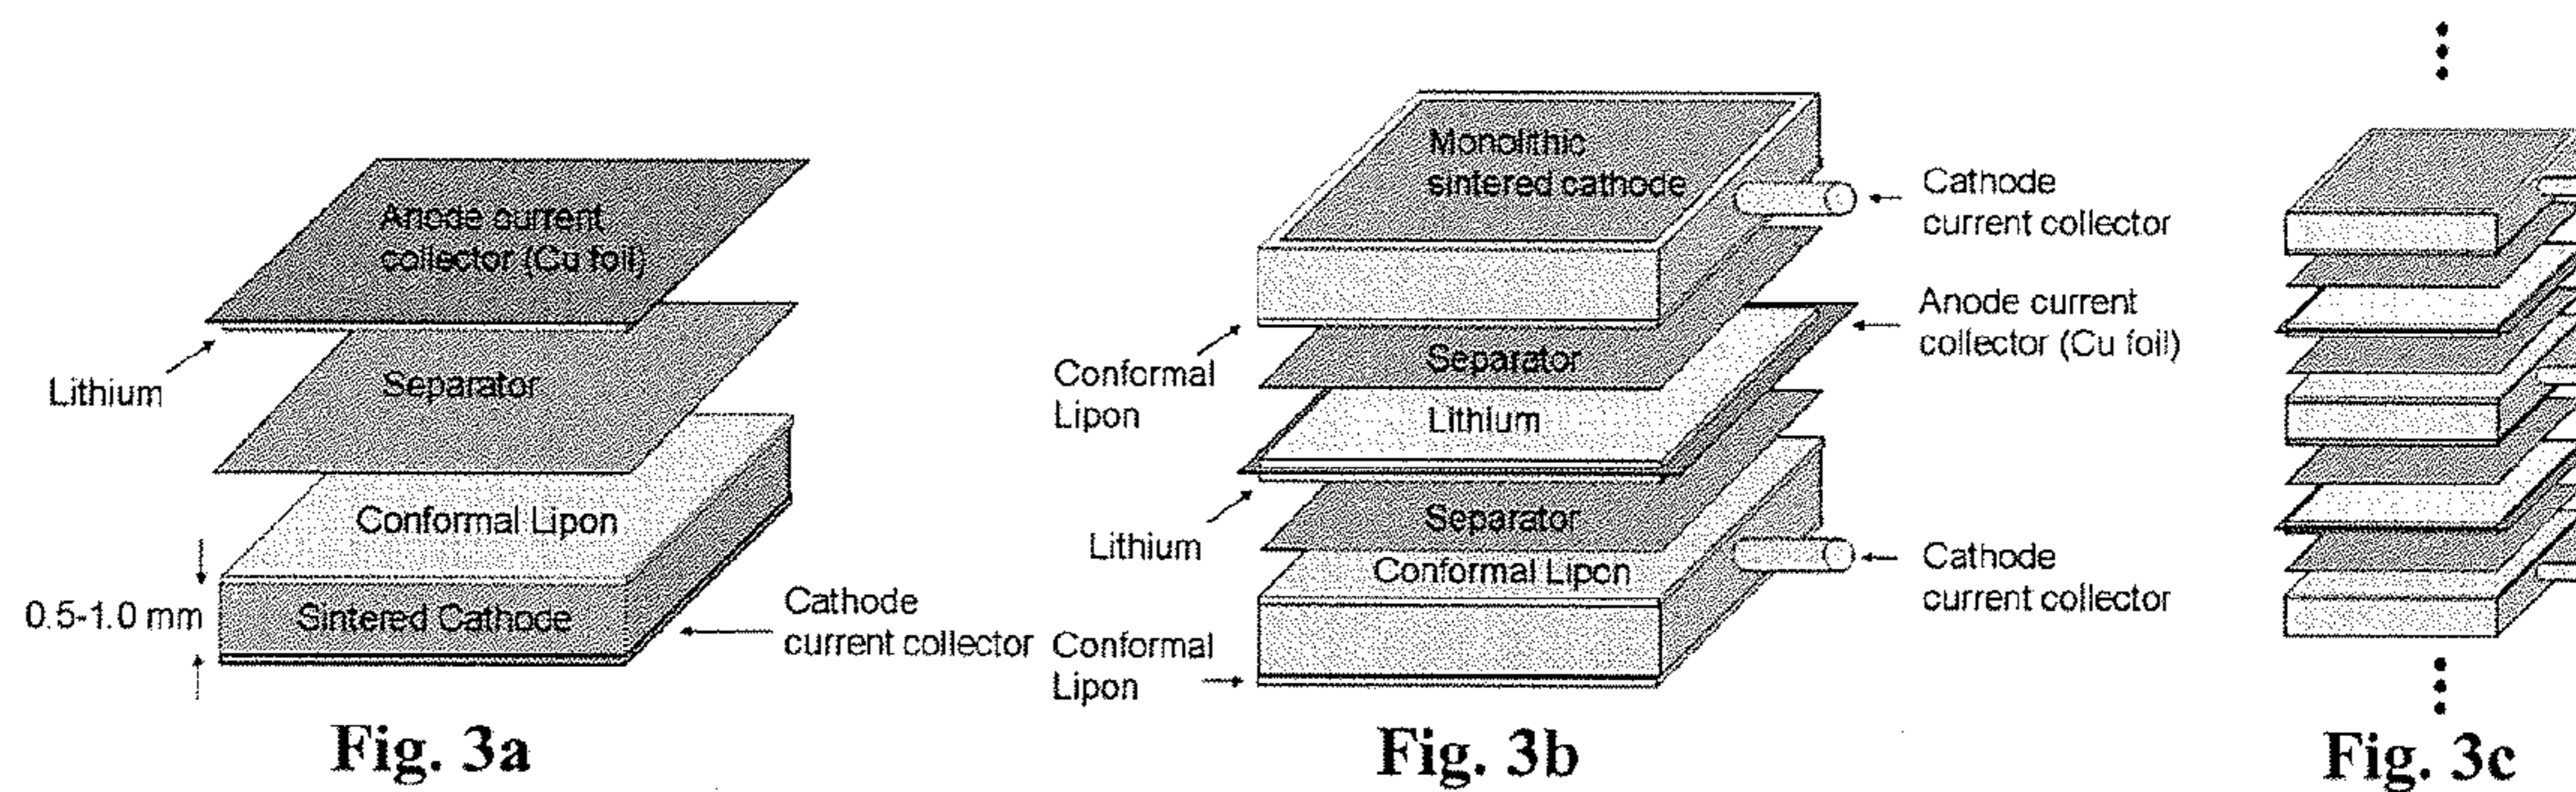 Anode current
collector (Cu foil)
Lithium
Separator
Conformal Lipon
0.5-1.0 mm
Sintered Cathode
Cathode
current collector
Fig. 3a
Monolithic
sintered cathode
Cathode
current collector
Anode current
collector (Cu foil)
Conformal
Lipon
Separator
Lithium
Lithium
Separator
Conformal Lipon
Cathode
current collector
Conformal
Lipon
Fig. 3b
Fig. 3c